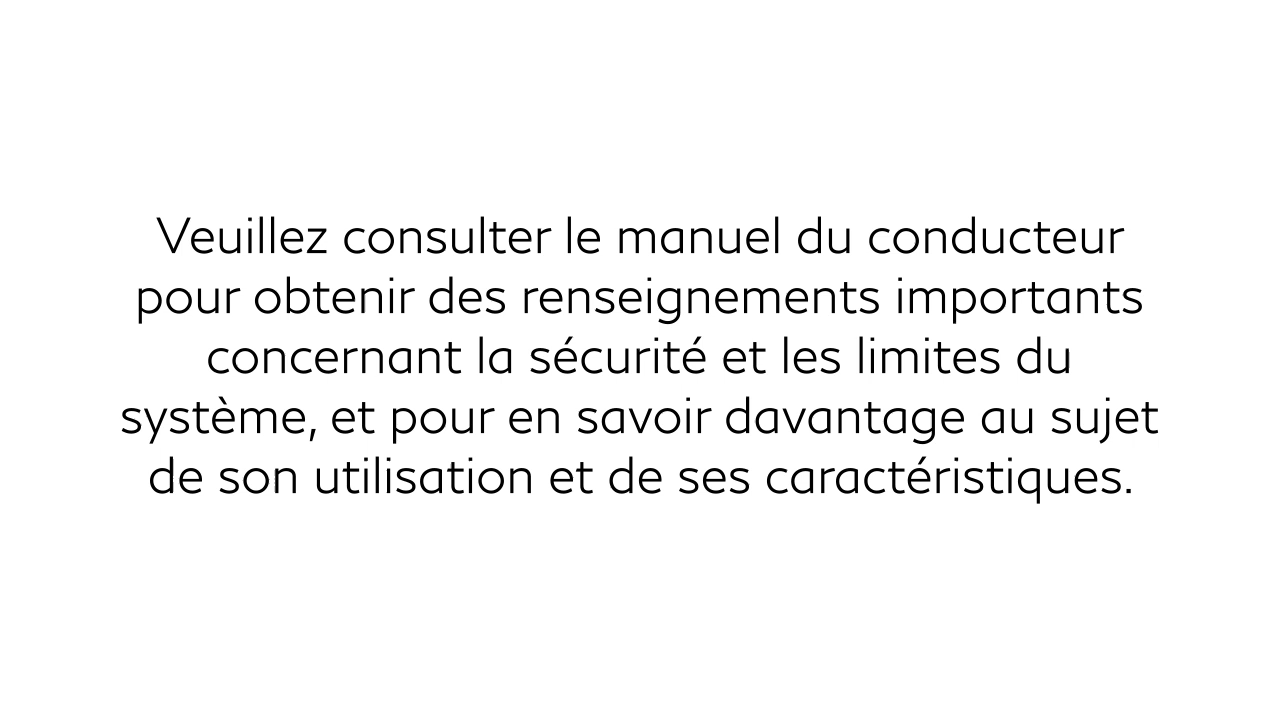 Veuillez consulter le manuel du conducteur
pour obtenir des renseignements importants
concernant la sécurité et les limites du
système, et pour en savoir davantage au sujet
de son utilisation et de ses caractéristiques.